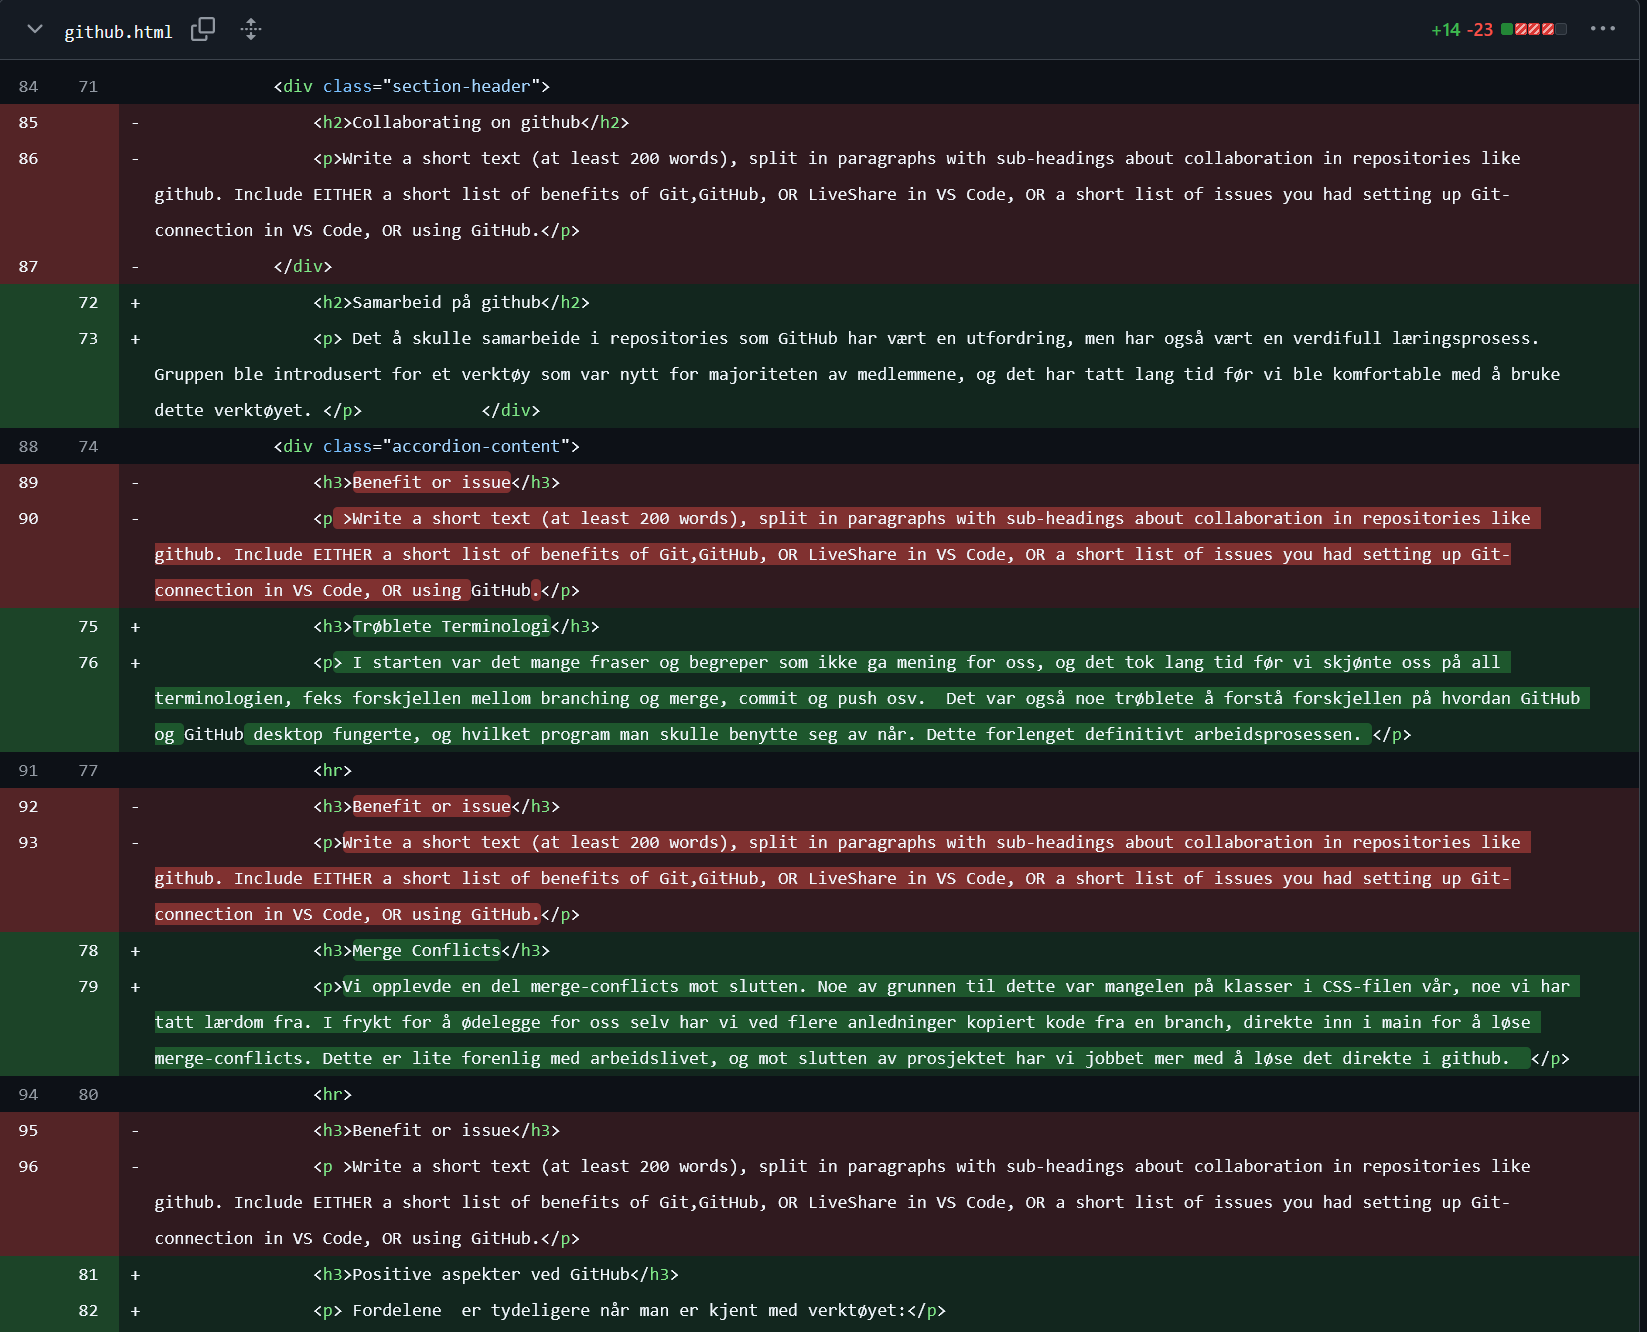 github.html +14 -23
84 71 <div class="section-header">
85 - <h2>Collaborating on github</h2>
86 - <p>Write a short text (at least 200 words), split in paragraphs with sub-headings about collaboration in repositories like
github. Include EITHER a short list of benefits of Git,GitHub, OR LiveShare in VS Code, OR a short list of issues you had setting up Git-
connection in VS Code, OR using GitHub.</p>
87 - </div>
72 + <h2>Samarbeid på github</h2>
73 + <p> Det å skulle samarbeide i repositories som GitHub har vært en utfordring, men har også vært en verdifull læringsprosess.
Gruppen ble introdusert for et verktøy som var nytt for majoriteten av medlemmene, og det har tatt lang tid før vi ble komfortable med å bruke
dette verktøyet. </p> </div>
88 74 <div class="accordion-content">
89 - <h3>Benefit or issue</h3>
90 - <p >Write a short text (at least 200 words), split in paragraphs with sub-headings about collaboration in repositories like
github. Include EITHER a short list of benefits of Git,GitHub, OR LiveShare in VS Code, OR a short list of issues you had setting up Git-
connection in VS Code, OR using GitHub.</p>
75 + <h3>Trøblete Terminologi</h3>
76 + <p> I starten var det mange fraser og begreper som ikke ga mening for oss, og det tok lang tid før vi skjønte oss på all
terminologien, feks forskjellen mellom branching og merge, commit og push osv.  Det var også noe trøblete å forstå forskjellen på hvordan GitHub
og GitHub desktop fungerte, og hvilket program man skulle benytte seg av når. Dette forlenget definitivt arbeidsprosessen. </p>
91 77 <hr>
92 - <h3>Benefit or issue</h3>
93 - <p>Write a short text (at least 200 words), split in paragraphs with sub-headings about collaboration in repositories like
github. Include EITHER a short list of benefits of Git,GitHub, OR LiveShare in VS Code, OR a short list of issues you had setting up Git-
connection in VS Code, OR using GitHub.</p>
78 + <h3>Merge Conflicts</h3>
79 + <p>Vi opplevde en del merge-conflicts mot slutten. Noe av grunnen til dette var mangelen på klasser i CSS-filen vår, noe vi har
tatt lærdom fra. I frykt for å ødelegge for oss selv har vi ved flere anledninger kopiert kode fra en branch, direkte inn i main for å løse
merge-conflicts. Dette er lite forenlig med arbeidslivet, og mot slutten av prosjektet har vi jobbet mer med å løse det direkte i github.  </p>
94 80 <hr>
95 - <h3>Benefit or issue</h3>
96 - <p >Write a short text (at least 200 words), split in paragraphs with sub-headings about collaboration in repositories like
github. Include EITHER a short list of benefits of Git,GitHub, OR LiveShare in VS Code, OR a short list of issues you had setting up Git-
connection in VS Code, OR using GitHub.</p>
81 + <h3>Positive aspekter ved GitHub</h3>
82 + <p> Fordelene  er tydeligere når man er kjent med verktøyet:</p>